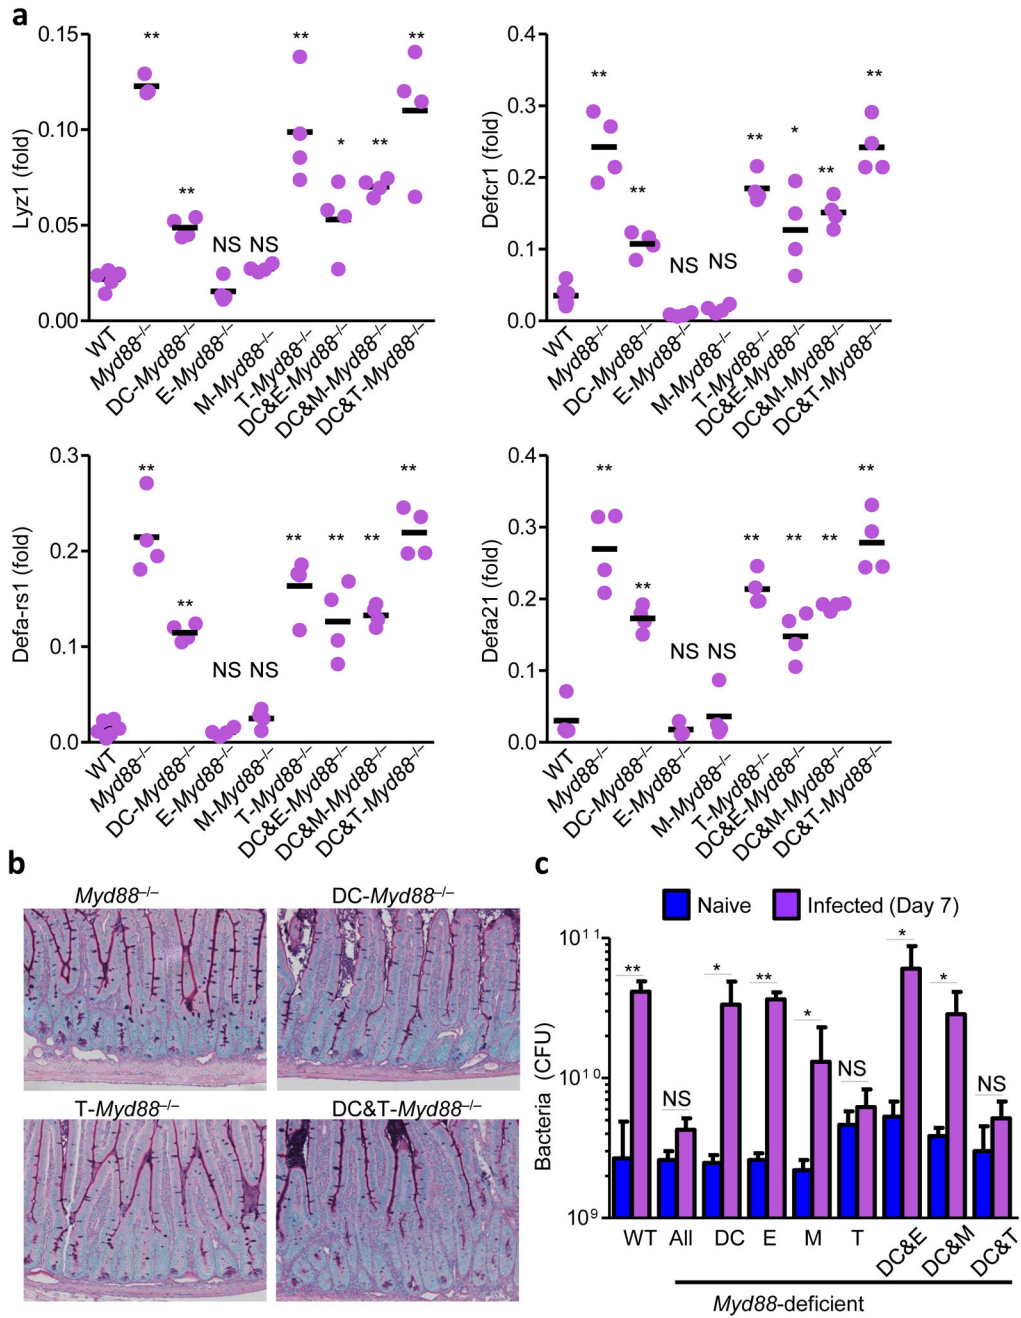 a
Lyz1 (fold)
0.15
0.10
0.05
0.00
**
**
NS
NS
**
*
**
**
WT
Myd88–/–
DC-Myd88–/–
E-Myd88–/–
M-Myd88–/–
T-Myd88–/–
DC&E-Myd88–/–
DC&M-Myd88–/–
DC&T-Myd88–/–
Defcr1 (fold)
0.4
0.3
0.2
0.1
0.0
**
**
NS
NS
**
*
**
**
WT
Myd88–/–
DC-Myd88–/–
E-Myd88–/–
M-Myd88–/–
T-Myd88–/–
DC&E-Myd88–/–
DC&M-Myd88–/–
DC&T-Myd88–/–
Defa-rs1 (fold)
0.3
0.2
0.1
0.0
**
**
NS
NS
**
**
**
**
WT
Myd88–/–
DC-Myd88–/–
E-Myd88–/–
M-Myd88–/–
T-Myd88–/–
DC&E-Myd88–/–
DC&M-Myd88–/–
DC&T-Myd88–/–
Defa21 (fold)
0.4
0.3
0.2
0.1
0.0
**
**
NS
NS
**
**
**
**
WT
Myd88–/–
DC-Myd88–/–
E-Myd88–/–
M-Myd88–/–
T-Myd88–/–
DC&E-Myd88–/–
DC&M-Myd88–/–
DC&T-Myd88–/–
b
Myd88–/–
DC-Myd88–/–
T-Myd88–/–
DC&T-Myd88–/–
c
Naive
Infected (Day 7)
Bacteria (CFU)
10¹¹
10¹⁰
10⁹
**
NS
*
**
*
NS
*
*
NS
WT
All
DC
E
M
T
DC&E
DC&M
DC&T
Myd88-deficient